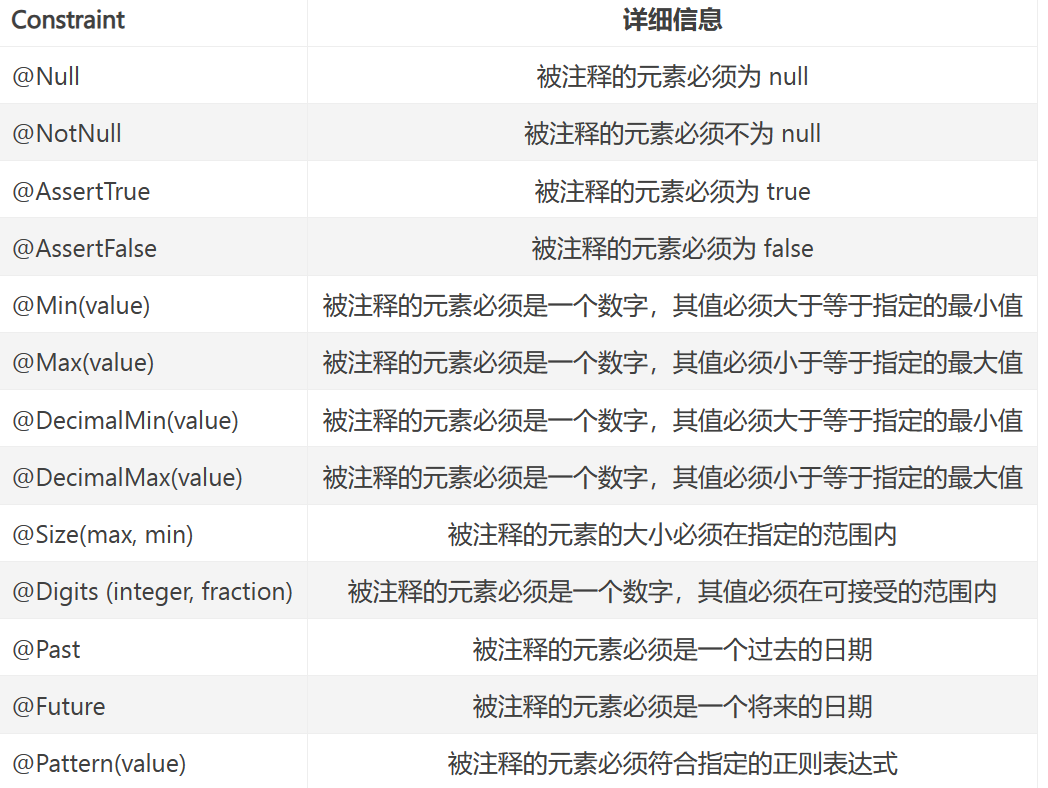 Constraint 详细信息
@Null 被注释的元素必须为 null
@NotNull 被注释的元素必须不为 null
@AssertTrue 被注释的元素必须为 true
@AssertFalse 被注释的元素必须为 false
@Min(value) 被注释的元素必须是一个数字，其值必须大于等于指定的最小值
@Max(value) 被注释的元素必须是一个数字，其值必须小于等于指定的最大值
@DecimalMin(value) 被注释的元素必须是一个数字，其值必须大于等于指定的最小值
@DecimalMax(value) 被注释的元素必须是一个数字，其值必须小于等于指定的最大值
@Size(max, min) 被注释的元素的大小必须在指定的范围内
@Digits (integer, fraction) 被注释的元素必须是一个数字，其值必须在可接受的范围内
@Past 被注释的元素必须是一个过去的日期
@Future 被注释的元素必须是一个将来的日期
@Pattern(value) 被注释的元素必须符合指定的正则表达式